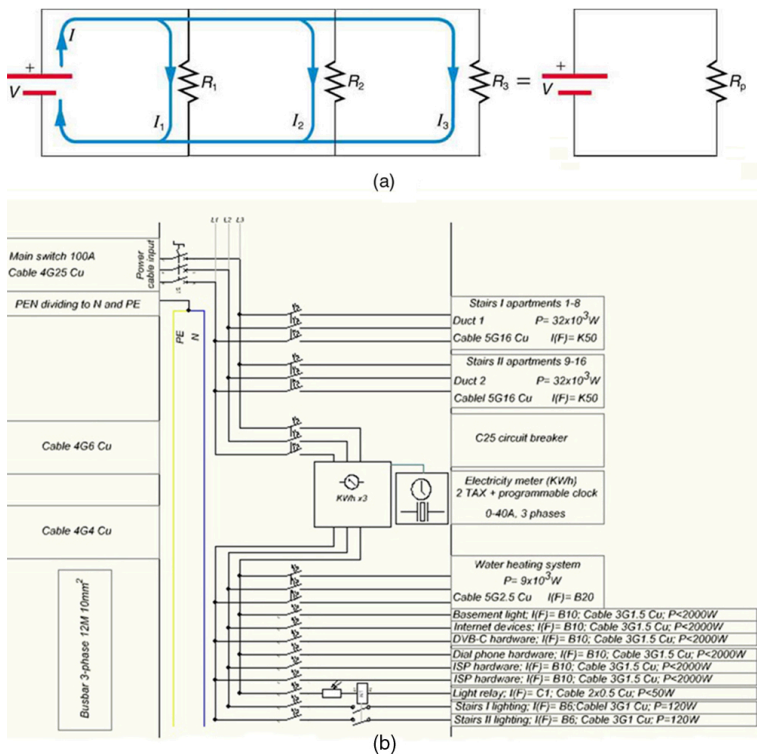 I
+
V
R1
I1
R2
I2
R3
I3
=
+
V
Rp
(a)
L1 L2 L3
Main switch 100A
Cable 4G25 Cu
Power
cable input
PEN dividing to N and PE
PE
N
Stairs I apartments 1-8
Duct 1 P= 32x10³W
Cable 5G16 Cu I(F)= K50
Stairs II apartments 9-16
Duct 2 P= 32x10³W
Cablel 5G16 Cu I(F)= K50
Cable 4G6 Cu
C25 circuit breaker
KWh x3
Electricity meter (KWh)
2 TAX + programmable clock
0-40A, 3 phases
Cable 4G4 Cu
Water heating system
P= 9x10³W
Cable 5G2.5 Cu I(F)= B20
Busbar 3-phase 12M 10mm²
Basement light; I(F)= B10; Cable 3G1.5 Cu; P<2000W
Internet devices; I(F)= B10; Cable 3G1.5 Cu; P<2000W
DVB-C hardware; I(F)= B10; Cable 3G1.5 Cu; P<2000W
Dial phone hardware; I(F)= B10; Cable 3G1.5 Cu; P<2000W
ISP hardware; I(F)= B10; Cable 3G1.5 Cu; P<2000W
ISP hardware; I(F)= B10; Cable 3G1.5 Cu; P<2000W
Light relay; I(F)= C1; Cable 2x0.5 Cu; P<50W
Stairs I lighting; I(F)= B6;Cablel 3G1 Cu; P=120W
Stairs II lighting; I(F)= B6; Cable 3G1 Cu; P=120W
(b)